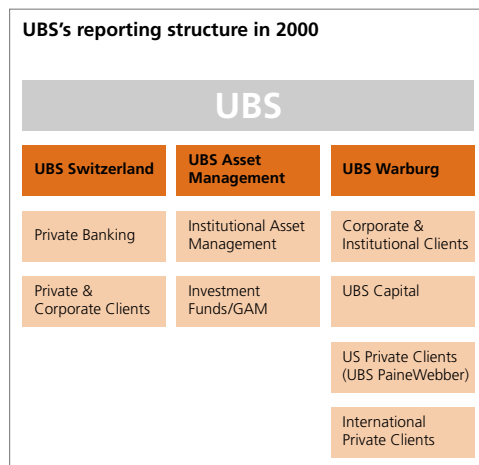 UBS's reporting structure in 2000
UBS
UBS Switzerland
UBS Asset
Management
UBS Warburg
Private Banking
Institutional Asset
Management
Corporate &
Institutional Clients
Private &
Corporate Clients
Investment
Funds/GAM
UBS Capital
US Private Clients
(UBS PaineWebber)
International
Private Clients